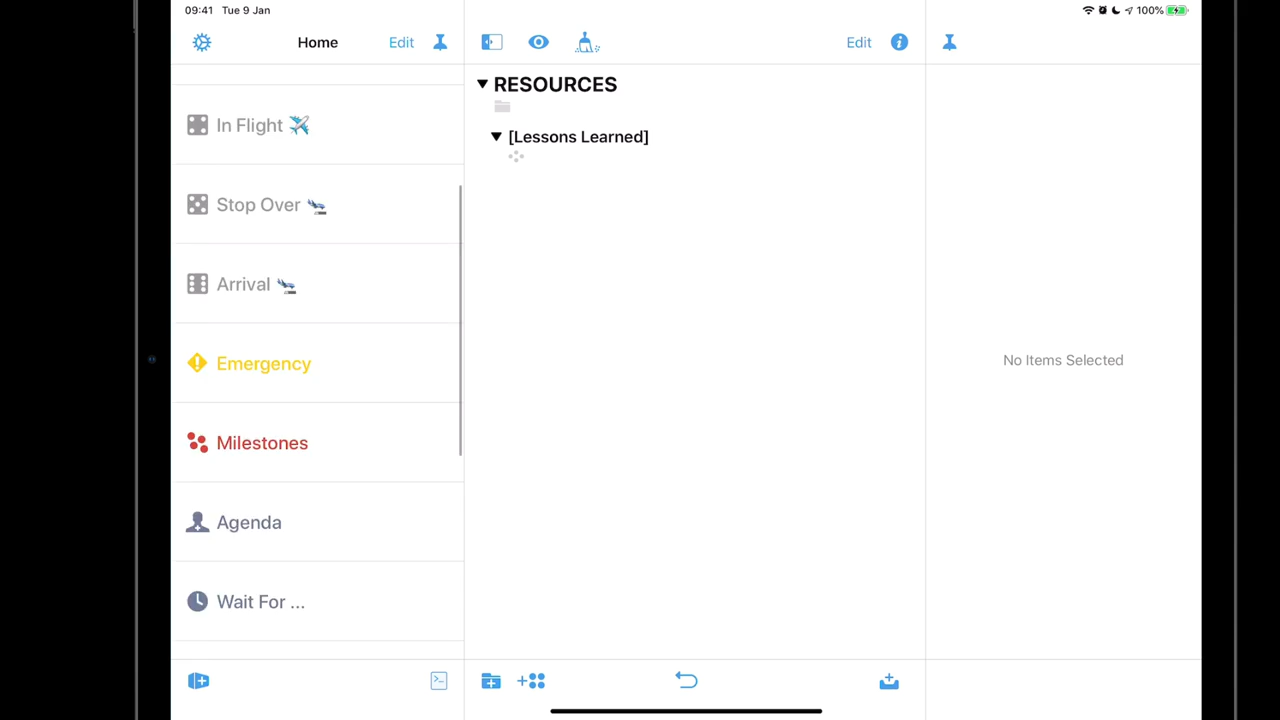 09:41 Tue 9 Jan
100%
Home
Edit
Edit
In Flight ✈️
Stop Over 🛬
Arrival 🛬
Emergency
Milestones
Agenda
Wait For ...
RESOURCES
[Lessons Learned]
No Items Selected